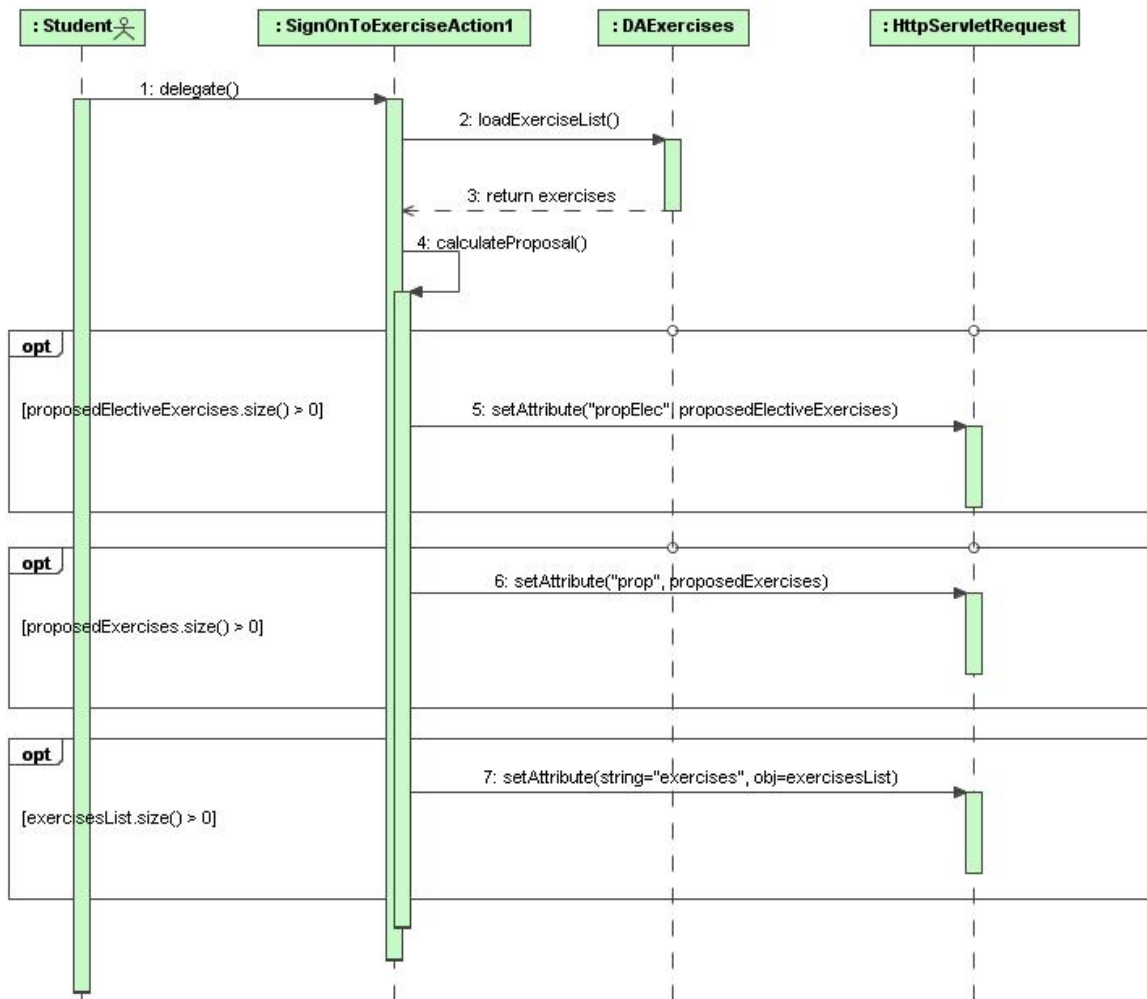 : Student
: SignOnToExerciseAction1
: DAExercises
: HttpServletRequest
1: delegate()
2: loadExerciseList()
3: return exercises
4: calculateProposal()
opt
[proposedElectiveExercises.size() > 0]
5: setAttribute("propElec", proposedElectiveExercises)
opt
6: setAttribute("prop", proposedExercises)
[proposedExercises.size() > 0]
opt
7: setAttribute(string="exercises", obj=exercisesList)
[exercisesList.size() > 0]